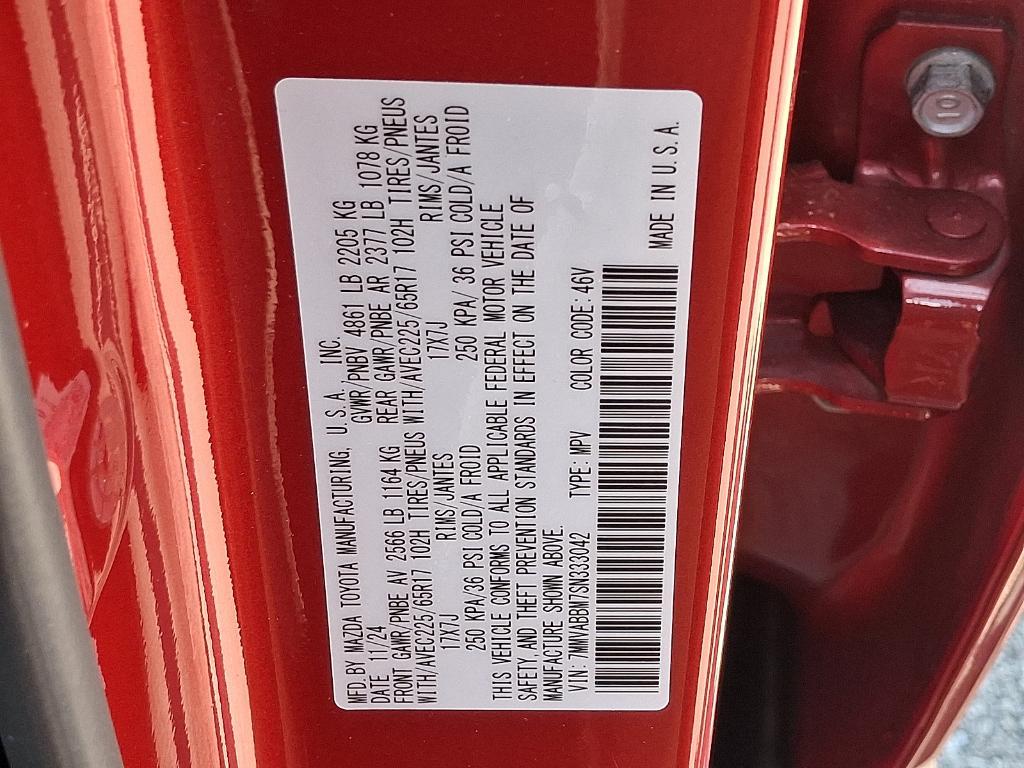 MFD. BY MAZDA TOYOTA MANUFACTURING, U. S. A. , INC.
DATE 11/24 GVWR/PNBV 4861 LB 2205 KG
FRONT GAWR/PNBE AV 2566 LB 1164 KG REAR GAWR/PNBE AR 2377 LB 1078 KG
WITH/AVEC225/65R17 102H TIRES/PNEUS WITH/AVEC225/65R17 102H TIRES/PNEUS
17X7J RIMS/JANTES 17X7J RIMS/JANTES
250 KPA/36 PSI COLD/A FROID 250 KPA/ 36 PSI COLD/A FROID
THIS VEHICLE CONFORMS TO ALL APPLICABLE FEDERAL MOTOR VEHICLE
SAFETY AND THEFT PREVENTION STANDARDS IN EFFECT ON THE DATE OF
MANUFACTURE SHOWN ABOVE.
VIN: 7MMVABBM7SN333042 TYPE: MPV COLOR CODE: 46V
MADE IN U. S. A.
10